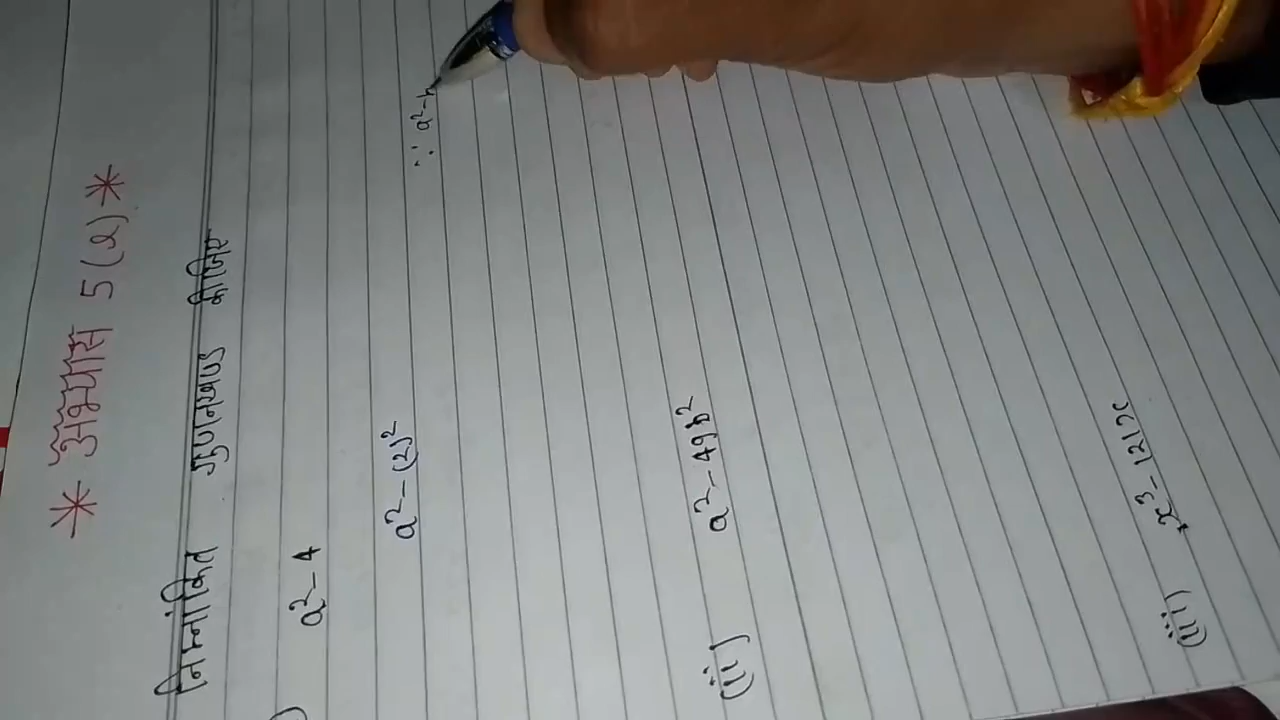 * अभ्यास 5 (2) *
निम्नांकित गुणनखण्ड कीजिए
a² - 4
a² - (2)²
∵ a² - b
(ii) a² - 49b²
(iii) x³ - 121x